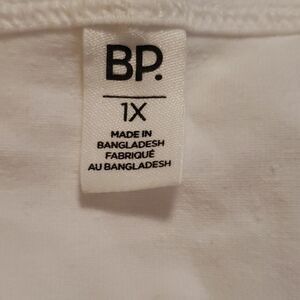 BP.
1X
MADE IN
BANGLADESH
FABRIQUÉ
AU BANGLADESH